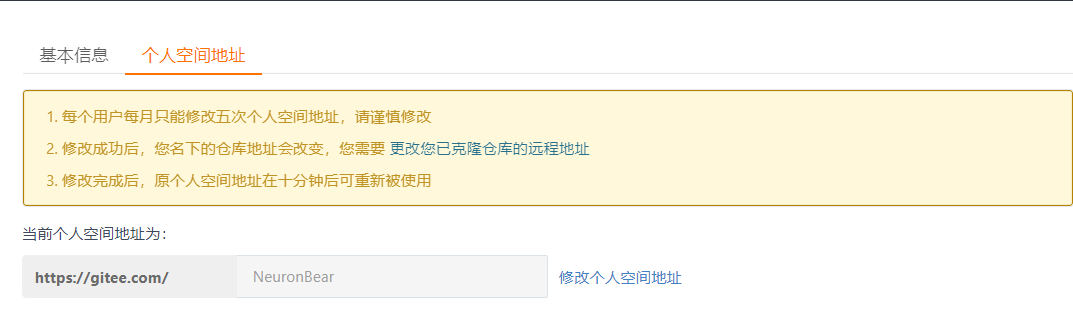 基本信息 个人空间地址
1. 每个用户每月只能修改五次个人空间地址，请谨慎修改
2. 修改成功后，您名下的仓库地址会改变，您需要 更改您已克隆仓库的远程地址
3. 修改完成后，原个人空间地址在十分钟后可重新被使用
当前个人空间地址为：
https://gitee.com/ NeuronBear 修改个人空间地址